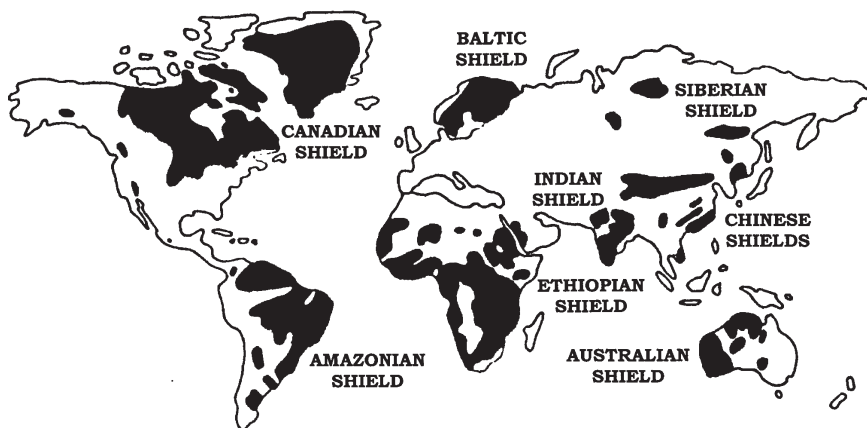 BALTIC
SHIELD
SIBERIAN
SHIELD
CANADIAN
SHIELD
INDIAN
SHIELD
CHINESE
SHIELDS
ETHIOPIAN
SHIELD
AMAZONIAN
SHIELD
AUSTRALIAN
SHIELD